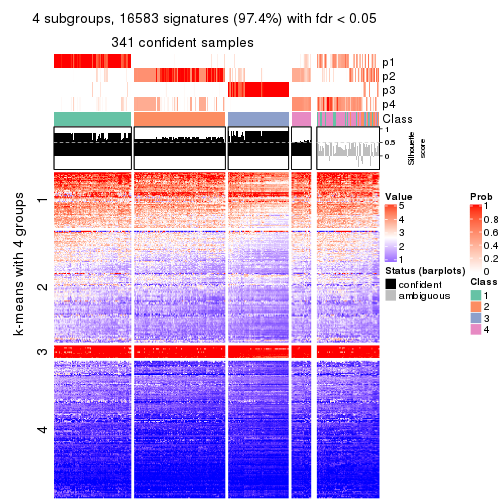 4 subgroups, 16583 signatures (97.4%) with fdr < 0.05
341 confident samples
p1
p2
p3
p4
Class
1
0.5
0
Silhouette
score
k-means with 4 groups
1
2
3
4
Value
5
4
3
2
1
Status (barplots)
confident
ambiguous
Prob
1
0.8
0.6
0.4
0.2
0
Class
1
2
3
4